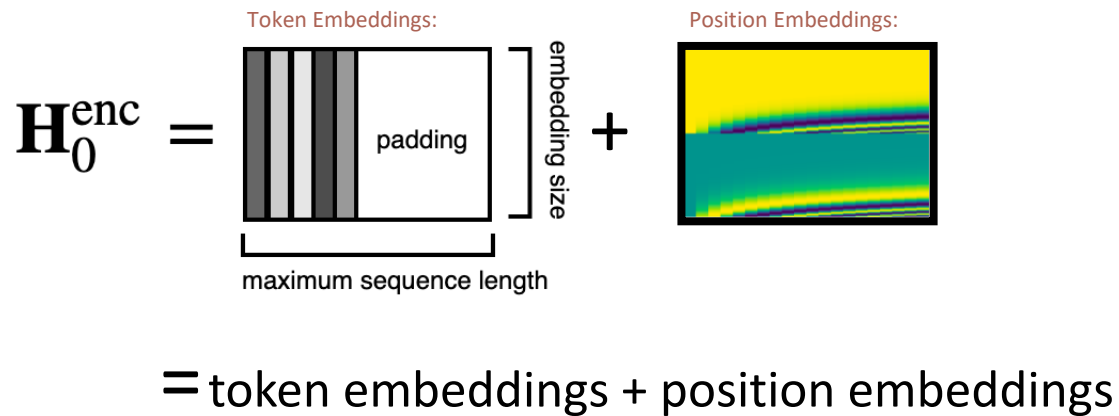 Token Embeddings:
Position Embeddings:
H₀ᵉⁿᶜ =
padding
embedding size
+
maximum sequence length
= token embeddings + position embeddings